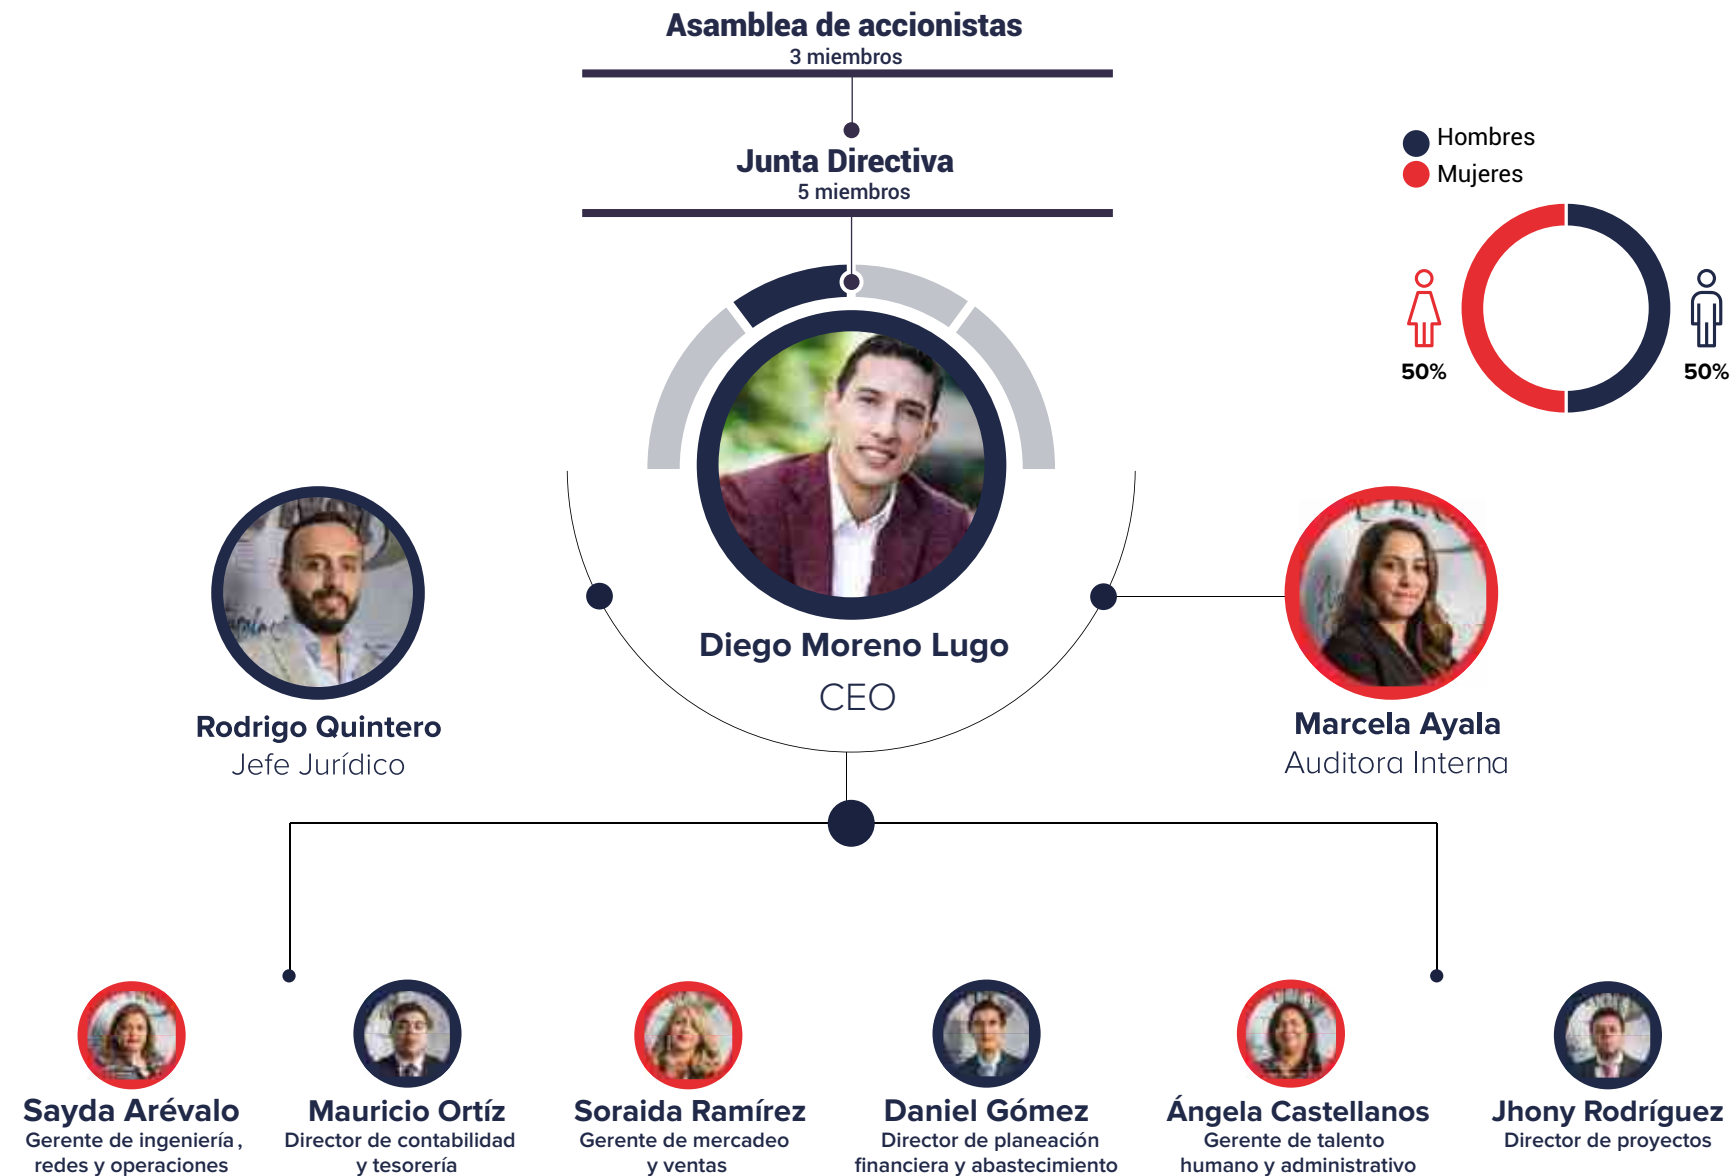 Asamblea de accionistas
3 miembros
Junta Directiva
5 miembros
Hombres
Mujeres
50%
50%
Diego Moreno Lugo
CEO
Rodrigo Quintero
Jefe Jurídico
Marcela Ayala
Auditora Interna
Sayda Arévalo
Gerente de ingeniería,
redes y operaciones
Mauricio Ortíz
Director de contabilidad
y tesorería
Soraida Ramírez
Gerente de mercadeo
y ventas
Daniel Gómez
Director de planeación
financiera y abastecimiento
Ángela Castellanos
Gerente de talento
humano y administrativo
Jhony Rodríguez
Director de proyectos